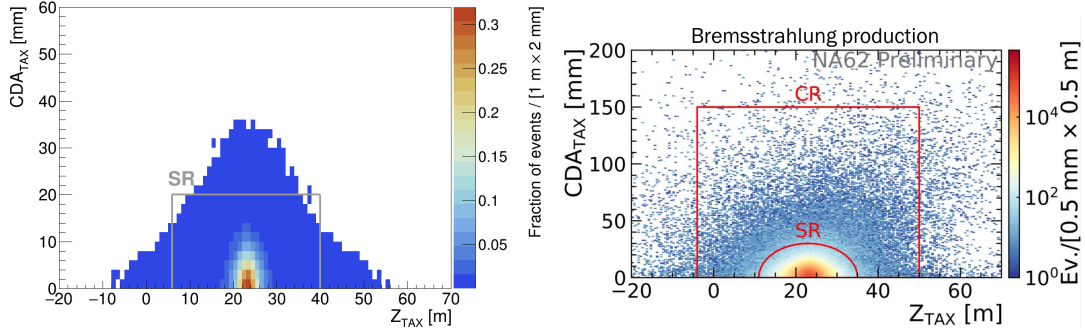 CDA_TAX [mm]
60
50
40
30
20
10
0
SR
−20 −10 0 10 20 30 40 50 60 70
Z_TAX [m]
0.3
0.25
0.2
0.15
0.1
0.05
Fraction of events / [1 m × 2 mm]
Bremsstrahlung production
NA62 Preliminary
CDA_TAX [mm]
200
150
100
50
0
CR
SR
−20 0 20 40 60
Z_TAX [m]
10^4
10^2
10^0
Ev./[0.5 mm × 0.5 m]